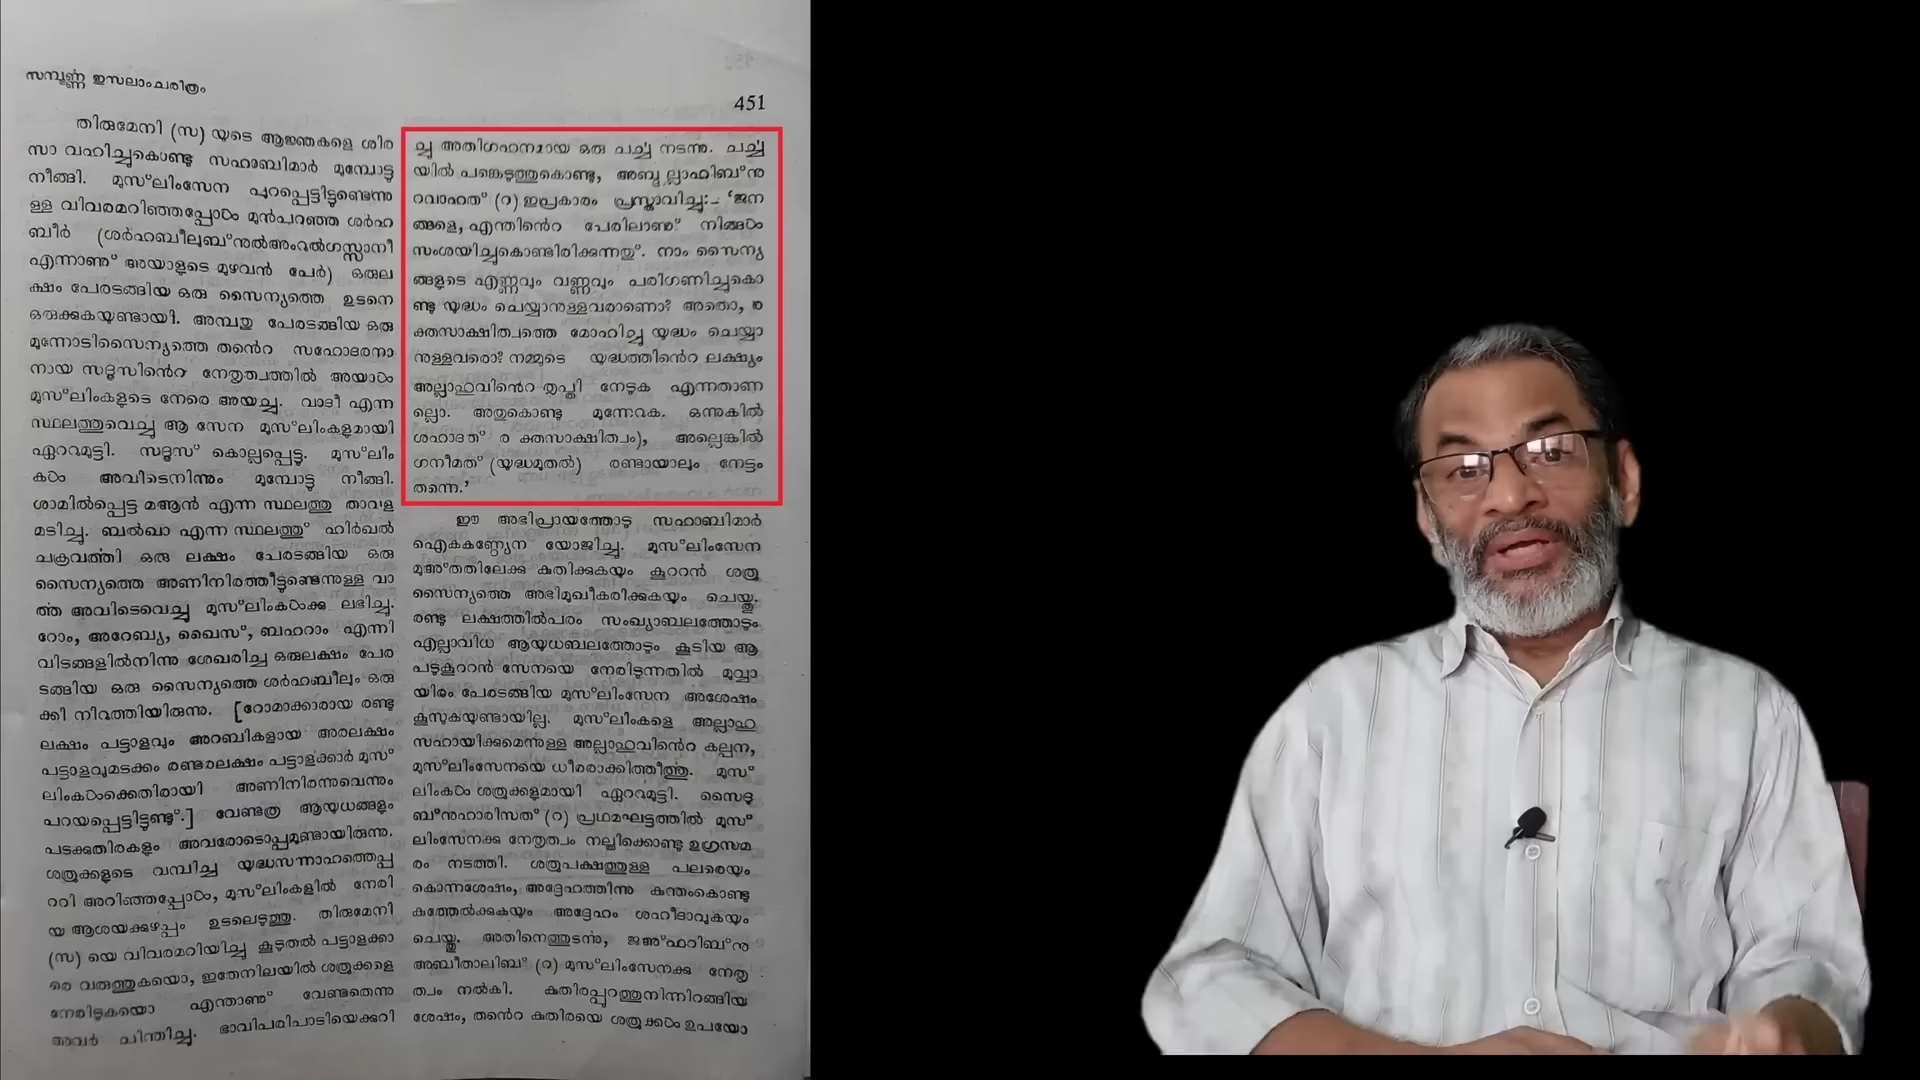 സമ്പൂർണ്ണ ഇസലാംചരിത്രം
451
തിരുമേനി (സ) യുടെ ആജ്ഞകളെ ശിര
സാ വഹിച്ചുകൊണ്ടു സഹാബിമാർ മുമ്പോട്ടു
നീങ്ങി. മുസ്‌ലിംസേന പുറപ്പെട്ടിട്ടുണ്ടെന്നു
ള്ള വിവരമറിഞ്ഞപ്പോൾ മുൻപറഞ്ഞ ശർഹ
ബീർ (ശർഹബീലുബ്‌നുൽഅംറൽഗസ്സാനീ
എന്നാണു് അയാളുടെ മുഴവൻ പേർ) ഒരുല
ക്ഷം പേരടങ്ങിയ ഒരു സൈന്യത്തെ ഉടനെ
ഒരുക്കുകയുണ്ടായി. അമ്പതു പേരടങ്ങിയ ഒരു
മുന്നോടിസൈന്യത്തെ തൻെറ സഹോദരനാ
നായ സദൂസിൻെറ നേതൃത്വത്തിൽ അയാൾ
മുസ്‌ലിംകളുടെ നേരെ അയച്ചു. വാദീ എന്ന
സ്ഥലത്തുവെച്ചു ആ സേന മുസ്‌ലിംകളുമായി
ഏററുമുട്ടി. സദൂസ് കൊല്ലപ്പെട്ടു. മുസ്‌ലിം
കൾ അവിടെനിന്നും മുമ്പോട്ടു നീങ്ങി.
ശാമിൽപ്പെട്ട മആൻ എന്ന സ്ഥലത്തു താവള
മടിച്ചു. ബൽഖാ എന്ന സ്ഥലത്തു് ഹിർഖൽ
ചക്രവർത്തി ഒരു ലക്ഷം പേരടങ്ങിയ ഒരു
സൈന്യത്തെ അണിനിരത്തീട്ടുണ്ടെന്നുള്ള വാ
ർത്ത അവിടെവെച്ചു മുസ്‌ലിംകൾക്കു ലഭിച്ചു.
റോം, അറേബ്യ, ഖൈസ്, ബഹറാം എന്നി
വിടങ്ങളിൽനിന്നു ശേഖരിച്ച ഒരുലക്ഷം പേര
ടങ്ങിയ ഒരു സൈന്യത്തെ ശർഹബീലും ഒരു
ക്കി നിറത്തിയിരുന്നു. [റോമാക്കാരായ രണ്ടു
ലക്ഷം പട്ടാളവും അറബികളായ അരലക്ഷം
പട്ടാളവുമടക്കം രണ്ടരലക്ഷം പട്ടാളക്കാർ മുസ്
ലിംകൾക്കെതിരായി അണിനിരന്നുവെന്നും
പറയപ്പെട്ടിട്ടുണ്ടു്.] വേണ്ടത്ര ആയുധങ്ങളും
പടക്കുതിരകളും അവരോടൊപ്പമുണ്ടായിരുന്നു.
ശത്രുക്കളുടെ വമ്പിച്ച യുദ്ധസന്നാഹത്തെപ്പ
ററി അറിഞ്ഞപ്പോൾ, മുസ്‌ലിംകളിൽ നേരി
യ ആശയക്കുഴപ്പം ഉടലെടുത്തു. തിരുമേനി
(സ) യെ വിവരമറിയിച്ചു കൂടുതൽ പട്ടാളക്കാ
രെ വരുത്തുകയൊ, ഇതേനിലയിൽ ശത്രുക്കളെ
നേരിടുകയൊ എന്താണു് വേണ്ടതെന്നു
അവർ ചിന്തിച്ചു. ഭാവിപരിപാടിയെക്കുറി
ച്ചു അതിഗഹനമായ ഒരു ചർച്ച നടന്നു. ചർച്ച
യിൽ പങ്കെടുത്തുകൊണ്ടു, അബ്ദു ല്ലാഹിബ്‌നു
റവാഹത് (റ) ഇപ്രകാരം പ്രസ്താവിച്ചു:– 'ജന
ങ്ങളെ, എന്തിൻെറ പേരിലാണു് നിങ്ങൾ
സംശയിച്ചുകൊണ്ടിരിക്കുന്നതു്. നാം സൈന്യ
ങ്ങളുടെ എണ്ണവും വണ്ണവും പരിഗണിച്ചുകൊ
ണ്ടു യുദ്ധം ചെയ്യാനുള്ളവരാണൊ? അതൊ, ര
ക്തസാക്ഷിത്വത്തെ മോഹിച്ചു യുദ്ധം ചെയ്യാ
നുള്ളവരൊ? നമ്മുടെ യുദ്ധത്തിൻെറ ലക്ഷ്യം
അല്ലാഹുവിൻെറ തൃപ്തി നേടുക എന്നതാണ
ല്ലൊ. അതുകൊണ്ടു മുന്നേറുക. ഒന്നുകിൽ
ശഹാദത് ര ക്തസാക്ഷിത്വം), അല്ലെങ്കിൽ
ഗനീമത് (യുദ്ധമുതൽ) രണ്ടായാലും നേട്ടം
തന്നെ.'
ഈ അഭിപ്രായത്തോടു സഹാബിമാർ
ഐകകണ്ഠ്യേന യോജിച്ചു. മുസ്‌ലിംസേന
മുഅ്തതിലേക്കു കുതിക്കുകയും കൂററൻ ശത്രു
സൈന്യത്തെ അഭിമുഖീകരിക്കുകയും ചെയ്തു.
രണ്ടു ലക്ഷത്തിൽപരം സംഖ്യാബലത്തോടും
എല്ലാവിധ ആയുധബലത്തോടും കൂടിയ ആ
പടുകൂററൻ സേനയെ നേരിടുന്നതിൽ മുവ്വാ
യിരം പേരടങ്ങിയ മുസ്‌ലിംസേന അശേഷം
കൂസുകയുണ്ടായില്ല. മുസ്‌ലിംകളെ അല്ലാഹു
സഹായിക്കുമെന്നുള്ള അല്ലാഹുവിൻെറ കല്പന,
മുസ്‌ലിംസേനയെ ധീരരാക്കിത്തീർത്തു. മുസ്
ലിംകൾ ശത്രുക്കളുമായി ഏററുമുട്ടി. സൈദു
ബ്‌നുഹാരിസത് (റ) പ്രഥമഘട്ടത്തിൽ മുസ്
ലിംസേനക്കു നേതൃത്വം നല്കിക്കൊണ്ടു ഉഗ്രസമ
രം നടത്തി. ശത്രുപക്ഷത്തുള്ള പലരെയും
കൊന്നശേഷം, അദ്ദേഹത്തിന്നു കുന്തംകൊണ്ടു
കുത്തേൽക്കുകയും അദ്ദേഹം ശഹീദാവുകയും
ചെയ്തു. അതിനെത്തുടർന്നു, ജഅ്ഫറിബ്‌നു
അബീതാലിബ് (റ) മുസ്‌ലിംസേനക്കു നേതൃ
ത്വം നൽകി. കുതിരപ്പുറത്തുനിന്നിറങ്ങിയ
ശേഷം, തൻെറ കുതിരയെ ശത്രുക്കൾ ഉപയോ